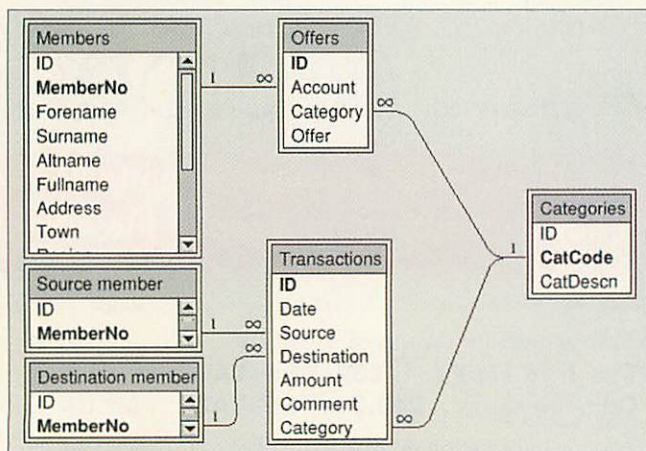 Members
ID
MemberNo
Forename
Surname
Altname
Fullname
Address
Town
1
∞
Offers
ID
Account
Category
Offer
∞
Categories
ID
CatCode
CatDescn
1
Source member
ID
MemberNo
1
∞
Destination member
ID
MemberNo
1
∞
Transactions
ID
Date
Source
Destination
Amount
Comment
Category
∞